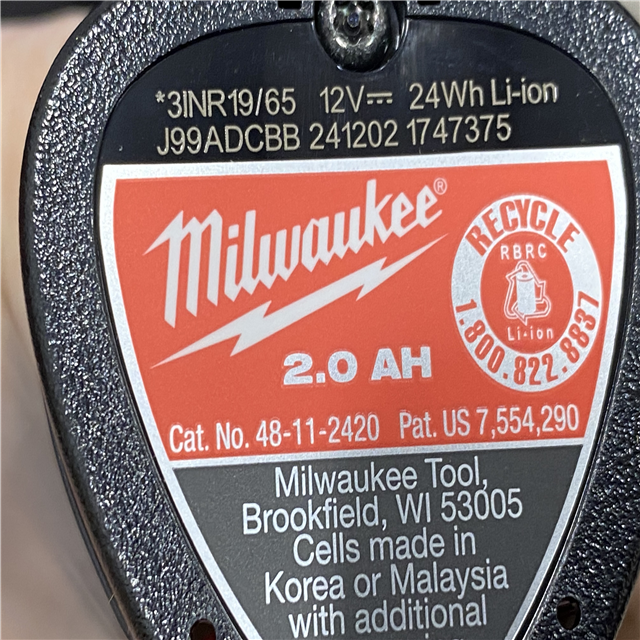 *3INR19/65 12V⎓ 24Wh Li-ion
J99ADCBB 241202 1747375
Milwaukee®
RECYCLE
RBRC
Li-ion
1.800.822.8837
2.0 AH
Cat. No. 48-11-2420 Pat. US 7,554,290
Milwaukee Tool,
Brookfield, WI 53005
Cells made in
Korea or Malaysia
with additional